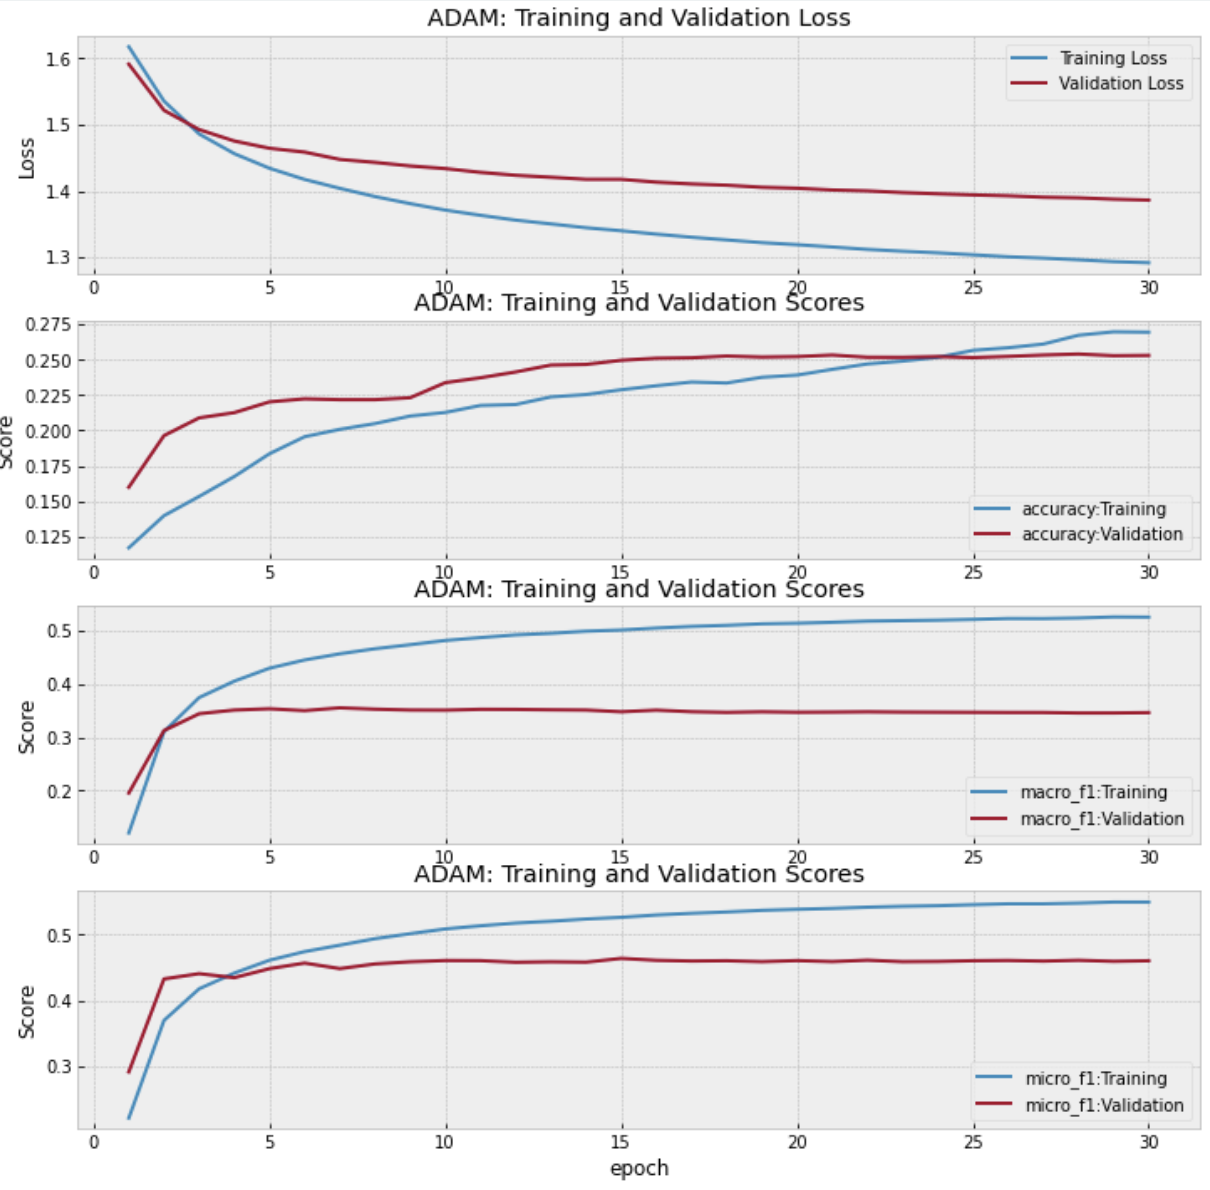 ADAM: Training and Validation Loss
1.6
1.5
1.4
1.3
Loss
Training Loss
Validation Loss
0 5 10 15 20 25 30
ADAM: Training and Validation Scores
0.275
0.250
0.225
0.200
0.175
0.150
0.125
Score
accuracy:Training
accuracy:Validation
0 5 10 15 20 25 30
ADAM: Training and Validation Scores
0.5
0.4
0.3
0.2
Score
macro_f1:Training
macro_f1:Validation
0 5 10 15 20 25 30
ADAM: Training and Validation Scores
0.5
0.4
0.3
Score
micro_f1:Training
micro_f1:Validation
0 5 10 15 20 25 30
epoch